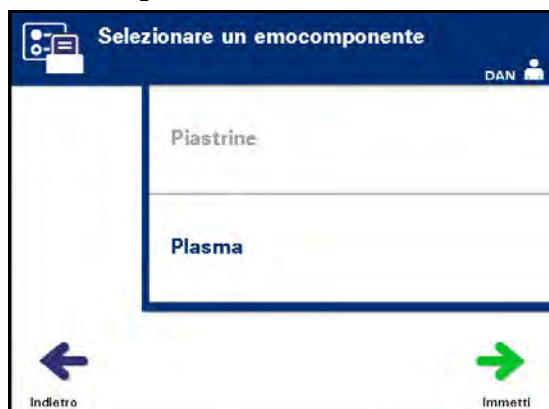 Selezionare un emocomponente
DAN
Piastrine
Plasma
Indietro
Immetti